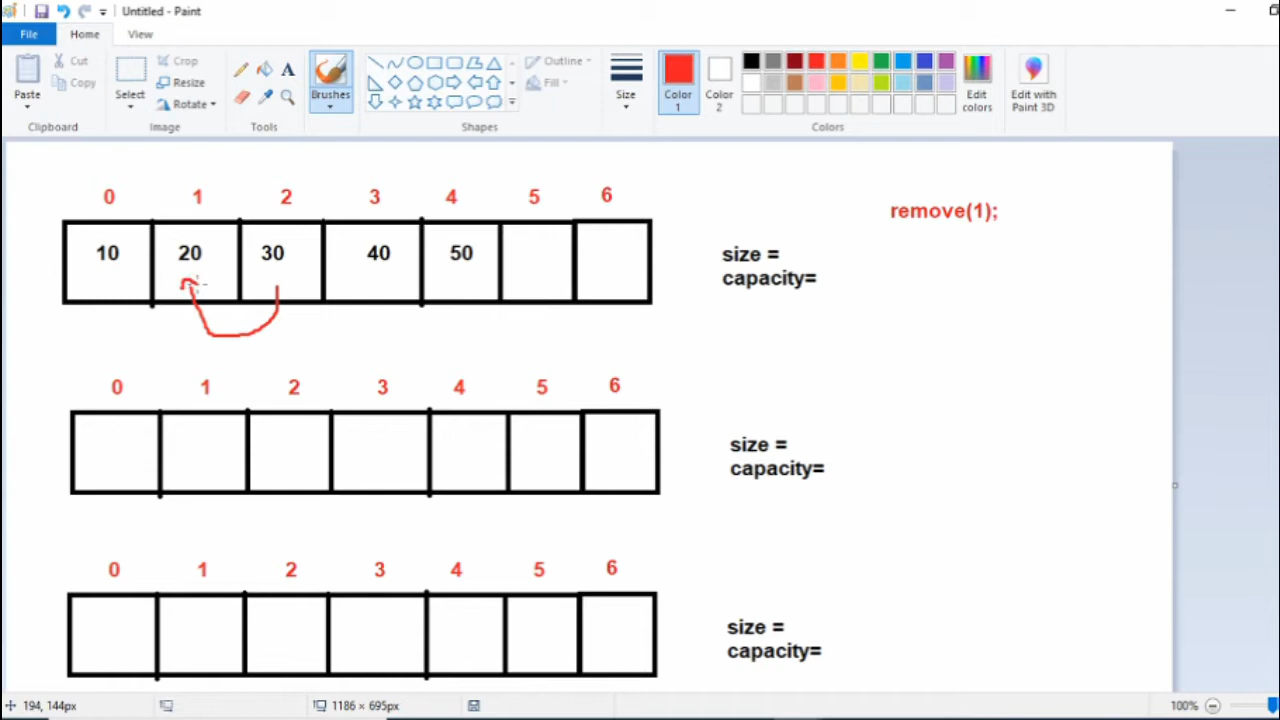 Untitled - Paint
File
Home
View
Paste
Cut
Copy
Clipboard
Select
Crop
Resize
Rotate
Image
A
Tools
Brushes
Outline
Fill
Shapes
Size
Color
1
Color
2
Edit
colors
Edit with
Paint 3D
Colors
0 1 2 3 4 5 6
remove(1);
10 20 30 40 50
size =
capacity=
0 1 2 3 4 5 6
size =
capacity=
0 1 2 3 4 5 6
size =
capacity=
194, 144px
1186 × 695px
100%